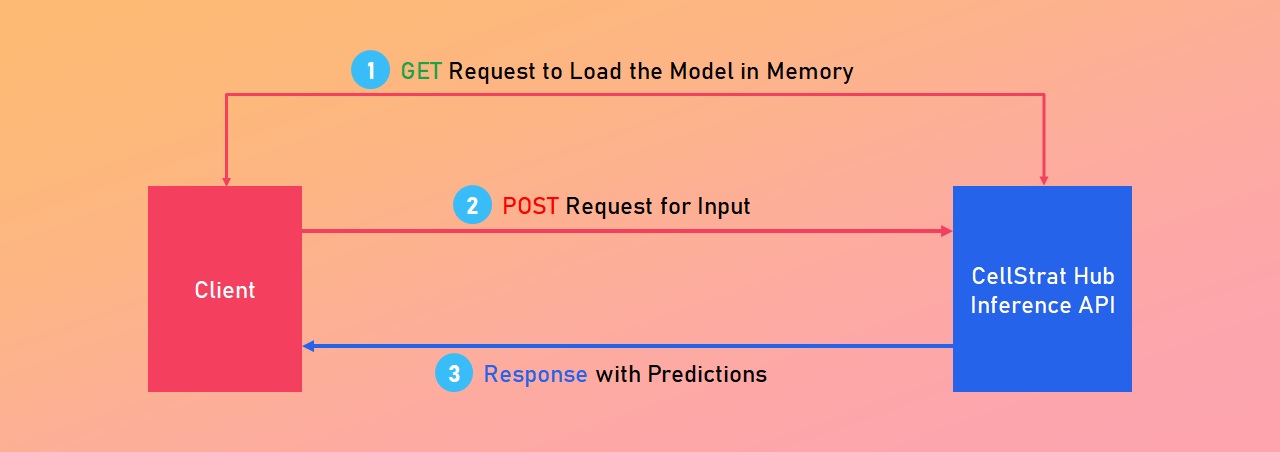 1 GET Request to Load the Model in Memory
2 POST Request for Input
Client
CellStrat Hub
Inference API
3 Response with Predictions